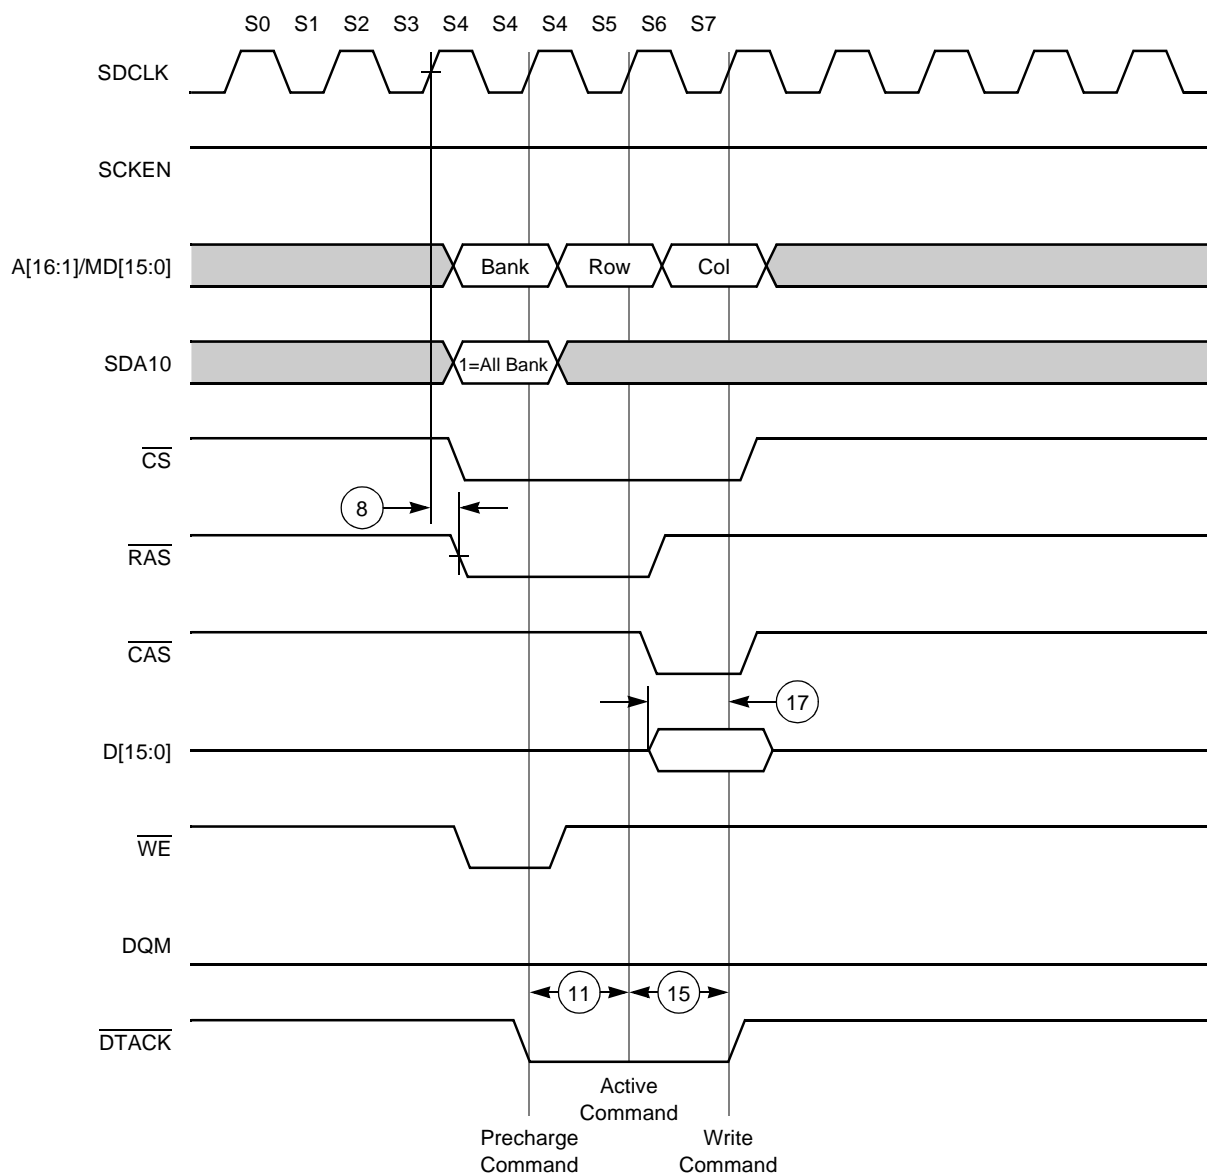 S0 S1 S2 S3 S4 S4 S4 S5 S6 S7
SDCLK
SCKEN
A[16:1]/MD[15:0] Bank Row Col
SDA10 1=All Bank
CS
8
RAS
CAS
17
D[15:0]
WE
DQM
11 15
DTACK
Active
Command
Precharge Write
Command Command